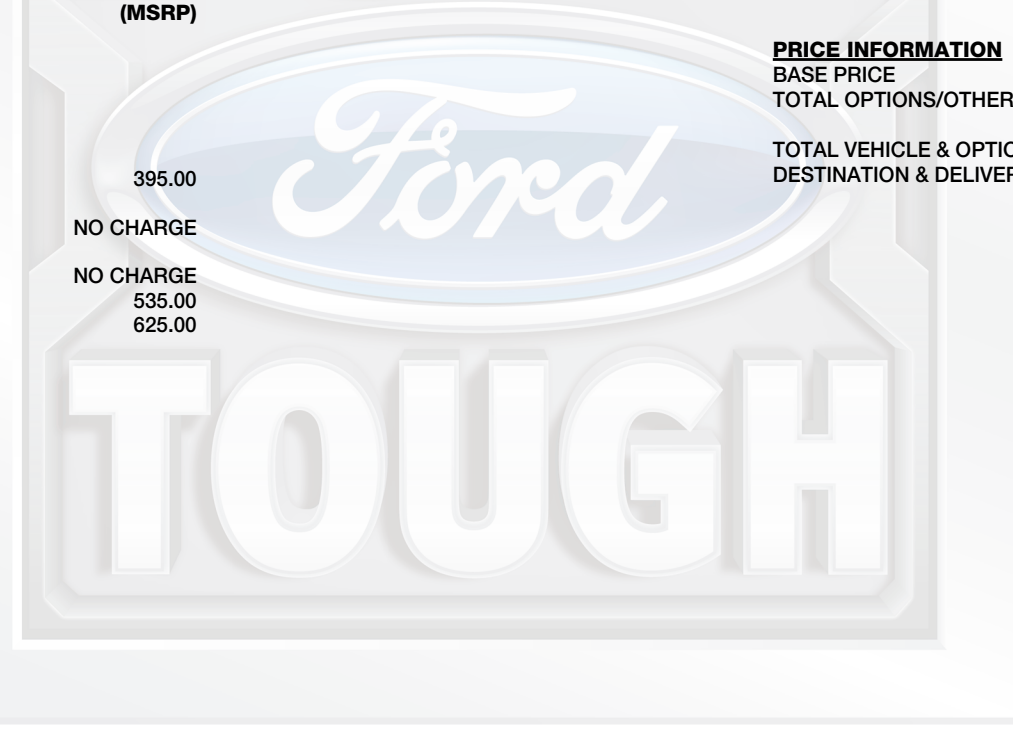 (MSRP)
395.00
NO CHARGE
NO CHARGE
535.00
625.00
PRICE INFORMATION
BASE PRICE
TOTAL OPTIONS/OTHER
TOTAL VEHICLE & OPTIO
DESTINATION & DELIVER
Ford
TOUGH